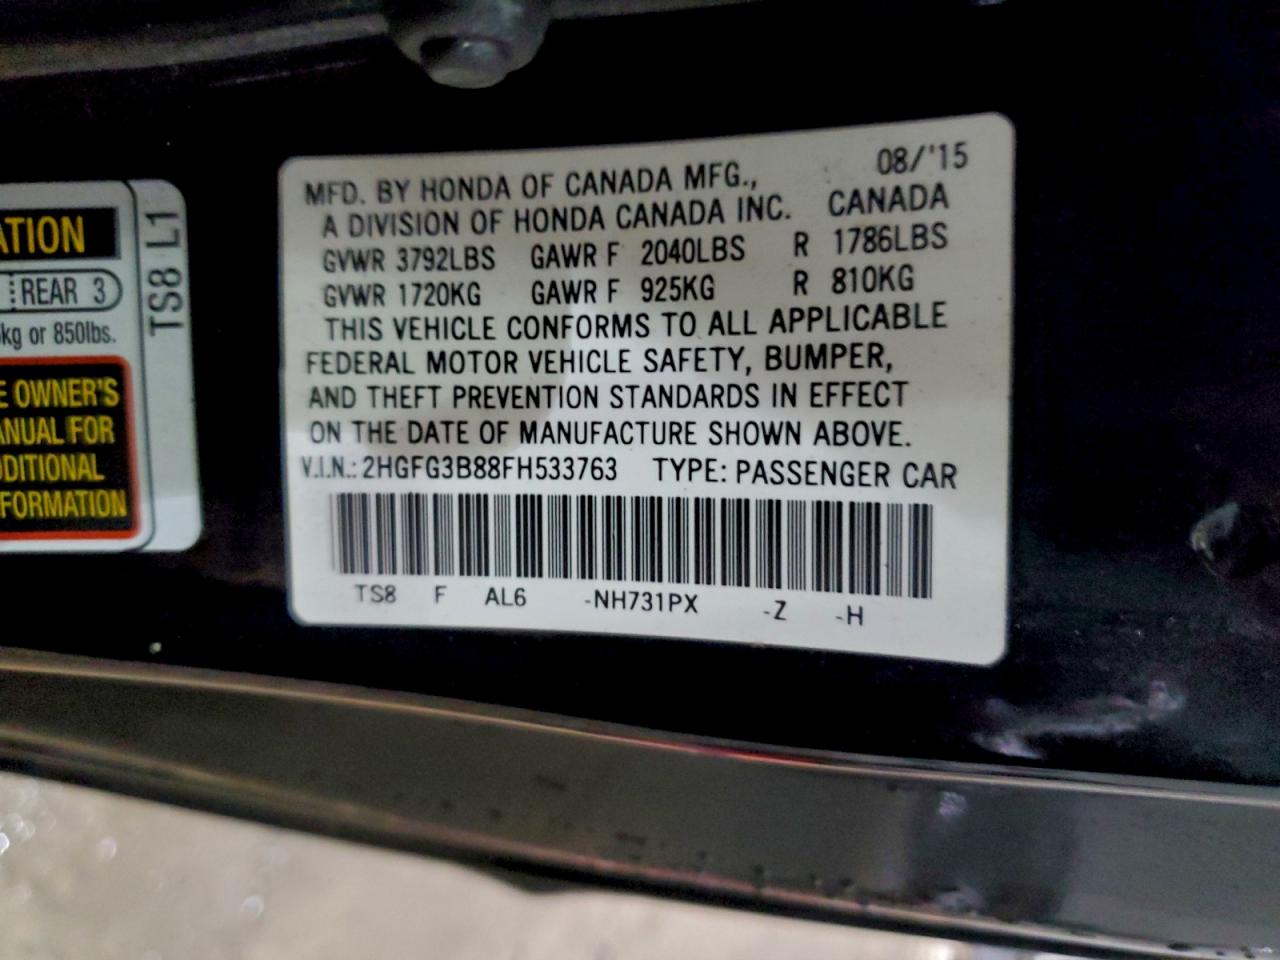 ATION
REAR 3
kg or 850lbs.
E OWNER'S
ANUAL FOR
DDITIONAL
FORMATION
TS8 L1
08/'15
MFD. BY HONDA OF CANADA MFG.,
A DIVISION OF HONDA CANADA INC. CANADA
GVWR 3792LBS GAWR F 2040LBS R 1786LBS
GVWR 1720KG GAWR F 925KG R 810KG
THIS VEHICLE CONFORMS TO ALL APPLICABLE
FEDERAL MOTOR VEHICLE SAFETY, BUMPER,
AND THEFT PREVENTION STANDARDS IN EFFECT
ON THE DATE OF MANUFACTURE SHOWN ABOVE.
V.I.N.: 2HGFG3B88FH533763 TYPE: PASSENGER CAR
TS8 F AL6 -NH731PX -Z -H